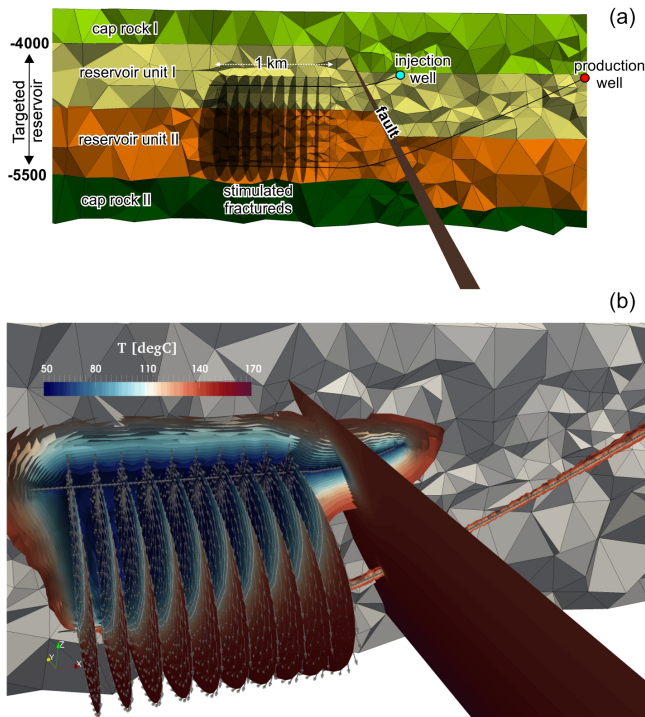 (a)
cap rock I
-4000
reservoir unit I
1 km
injection
well
production
well
Targeted
reservoir
fault
reservoir unit II
-5500
cap rock II
stimulated
fractureds
(b)
T [degC]
50 80 110 140 170
Z
Y
X